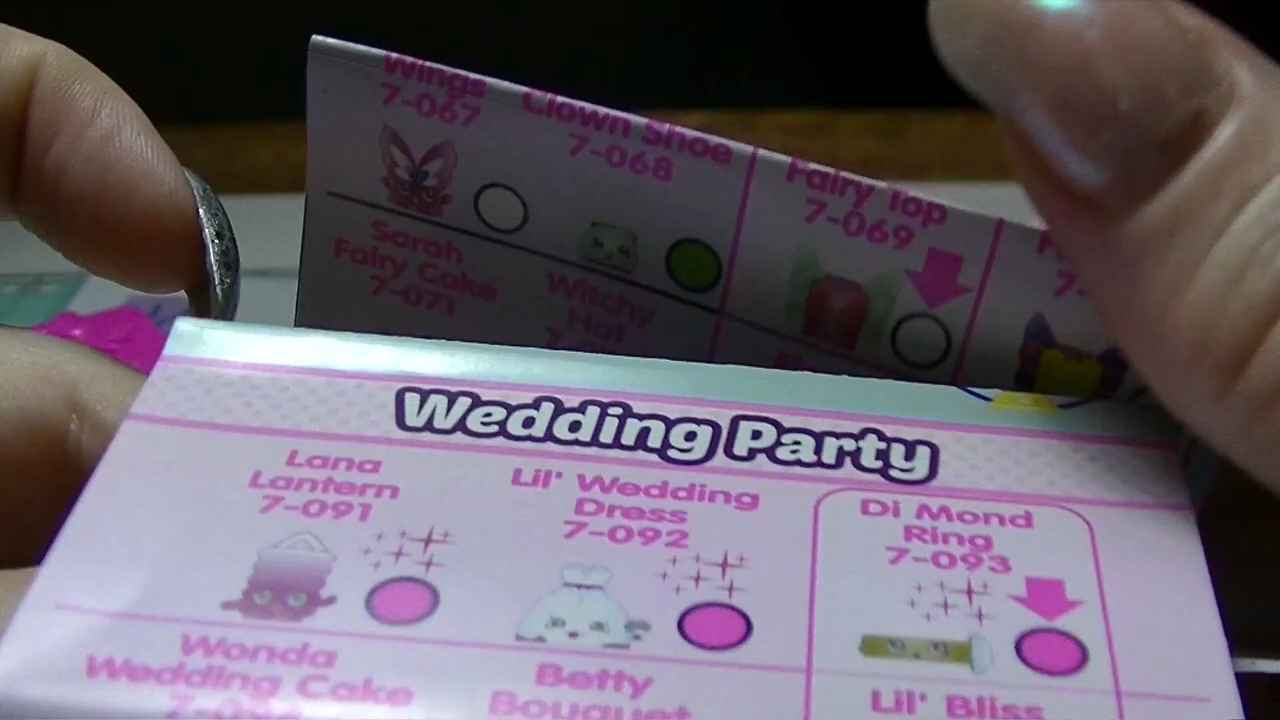 Wings
7-067
Clown Shoe
7-068
Fairy Top
7-069
Sarah
Fairy Cake
7-071
Witchy
Hat
Wedding Party
Lana
Lantern
7-091
Lil' Wedding
Dress
7-092
Di Mond
Ring
7-093
Wonda
Wedding Cake
Betty
Bouquet
Lil' Bliss